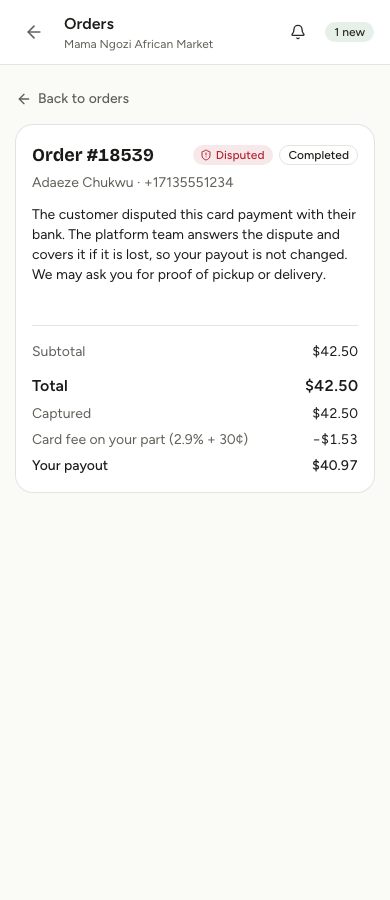 Orders
Mama Ngozi African Market
1 new
Back to orders
Order #18539
Disputed
Completed
Adaeze Chukwu · +17135551234
The customer disputed this card payment with their
bank. The platform team answers the dispute and
covers it if it is lost, so your payout is not changed.
We may ask you for proof of pickup or delivery.
Subtotal $42.50
Total $42.50
Captured $42.50
Card fee on your part (2.9% + 30¢) −$1.53
Your payout $40.97